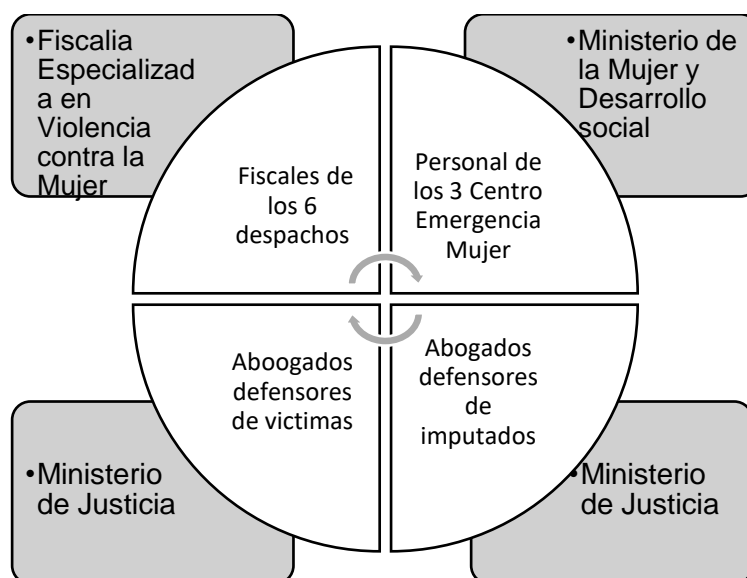 •Fiscalia
Especializad
a en
Violencia
contra la
Mujer
•Ministerio de
la Mujer y
Desarrollo
social
Fiscales de
los 6
despachos
Personal de
los 3 Centro
Emergencia
Mujer
Aboogados
defensores
de victimas
Abogados
defensores
de
imputados
•Ministerio
de Justicia
•Ministerio
de Justicia